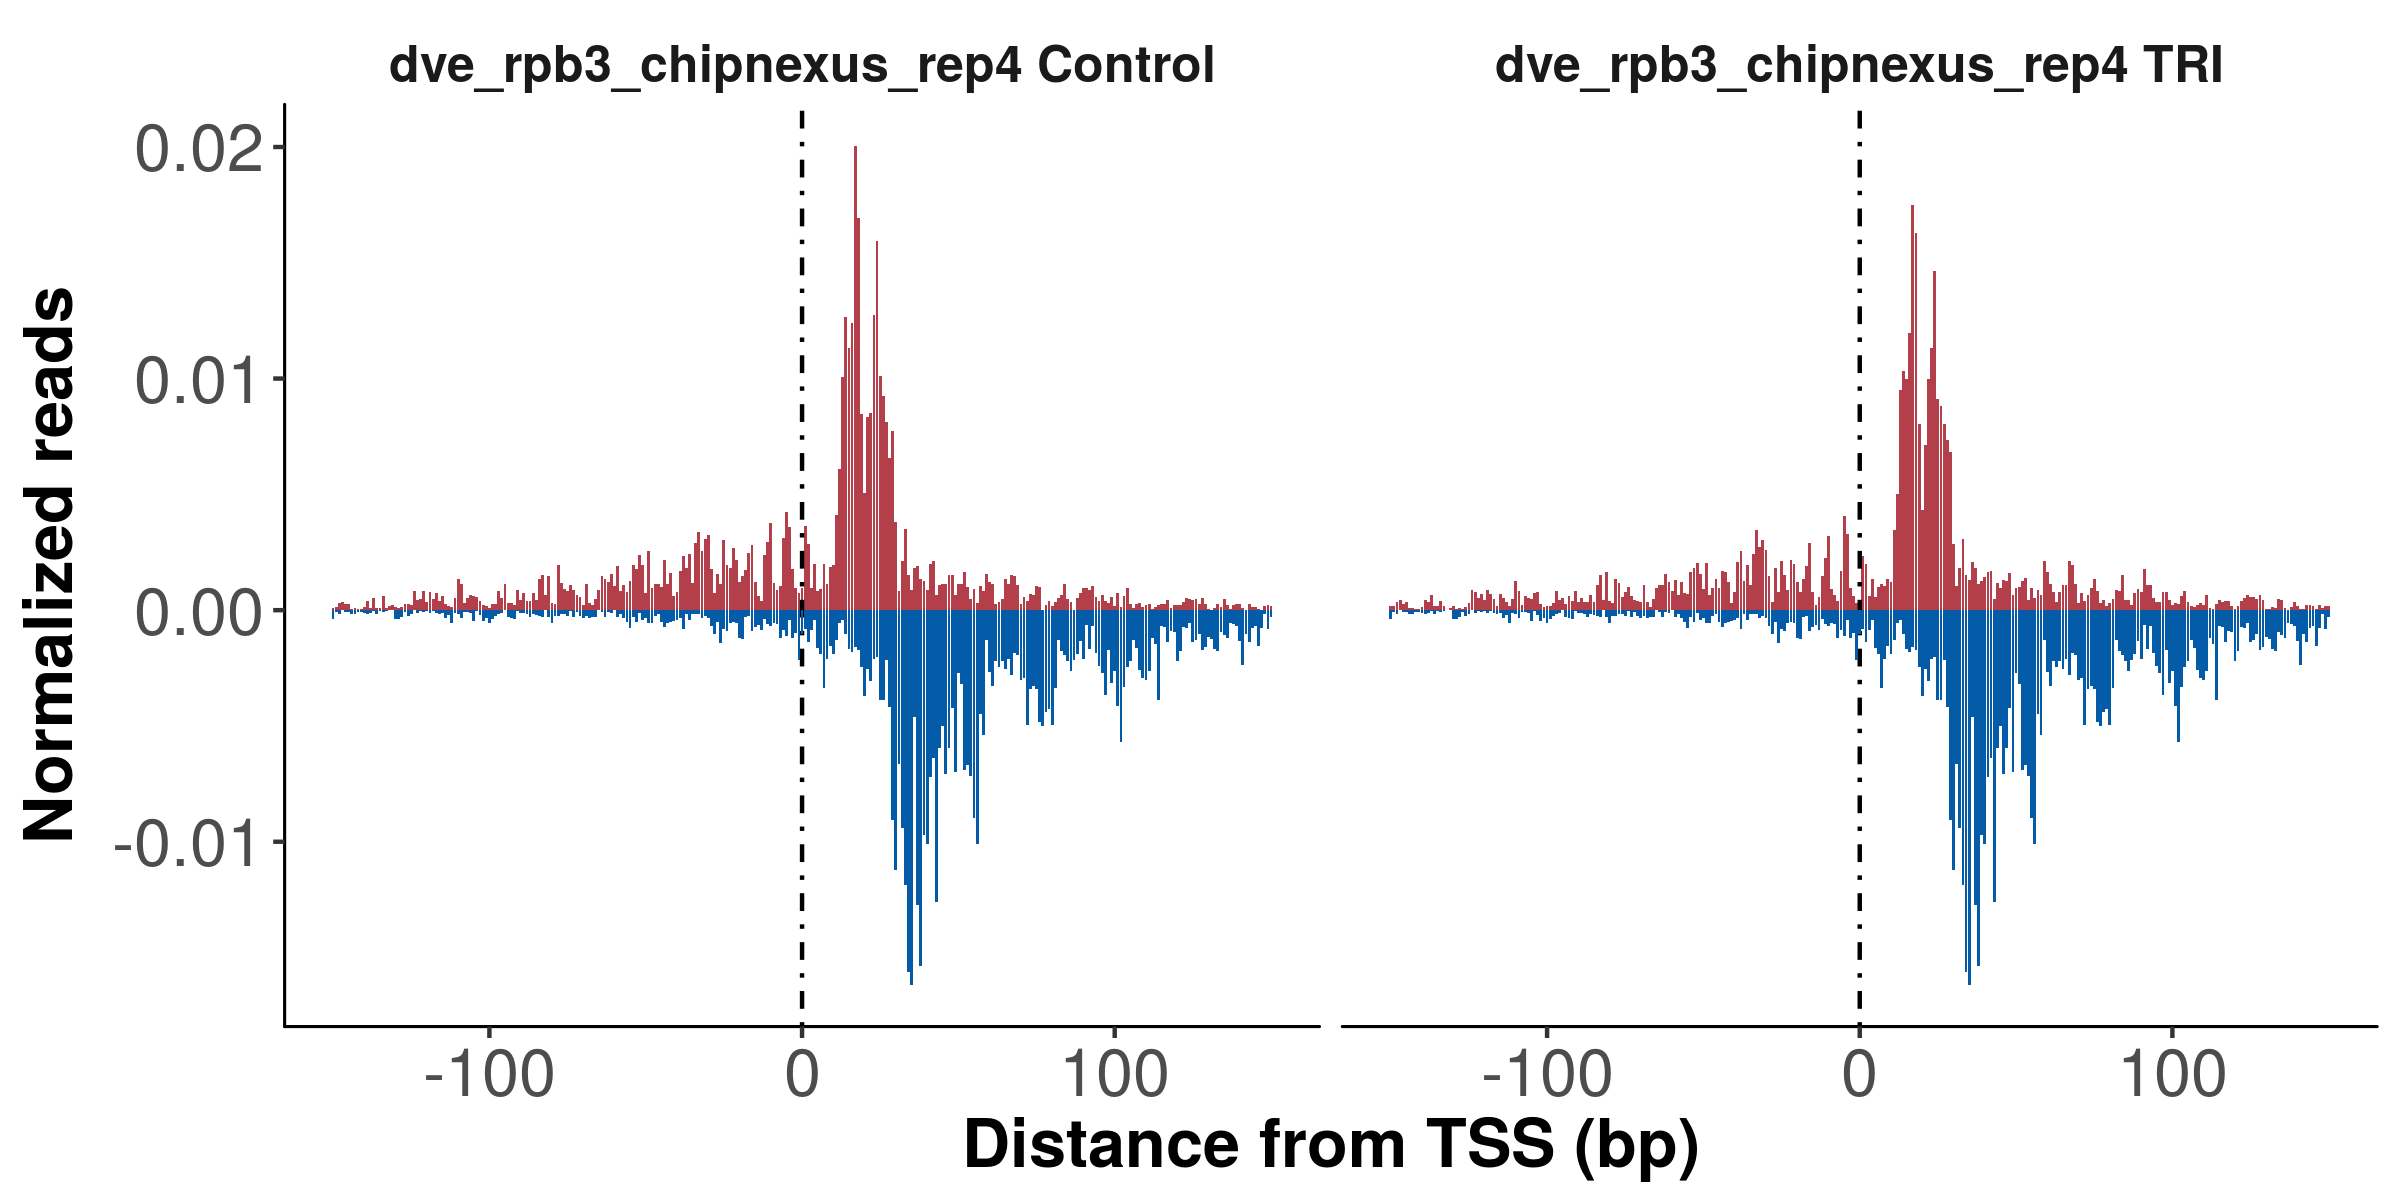 dve_rpb3_chipnexus_rep4 Control
dve_rpb3_chipnexus_rep4 TRI
Normalized reads
0.02
0.01
0.00
-0.01
-100
0
100
-100
0
100
Distance from TSS (bp)